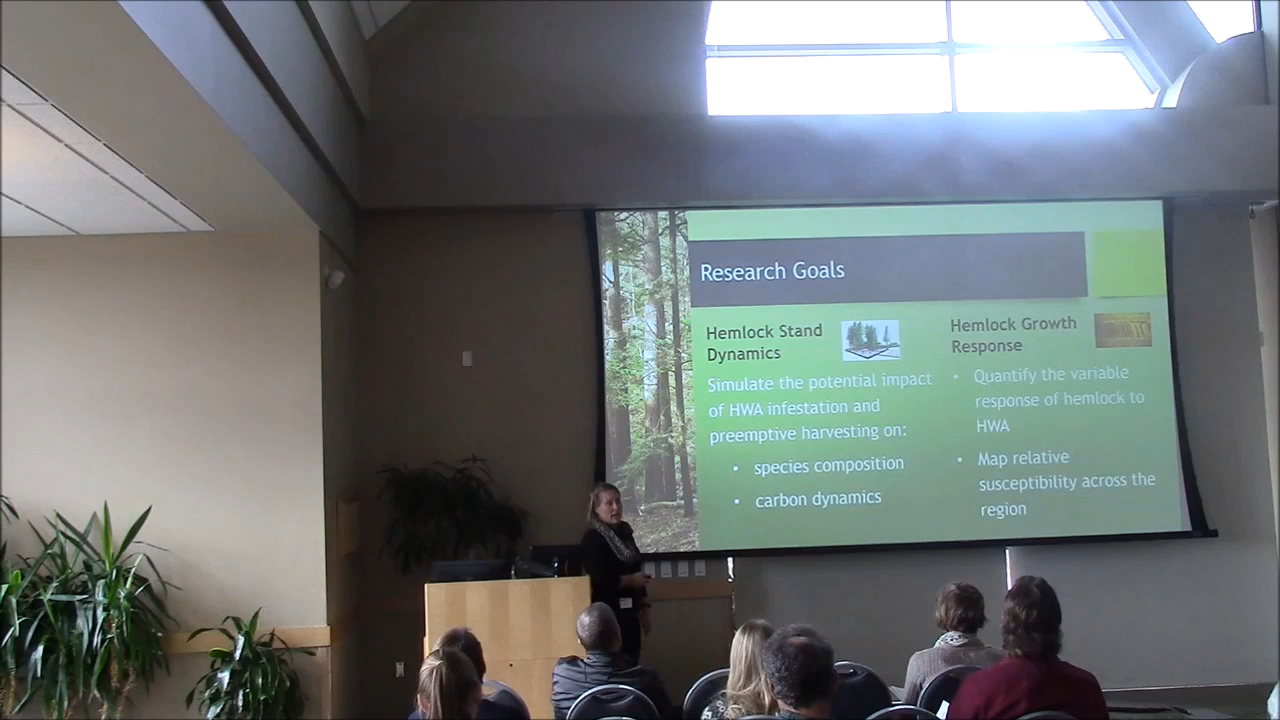 Research Goals
Hemlock Stand
Dynamics
Simulate the potential impact
of HWA infestation and
preemptive harvesting on:
• species composition
• carbon dynamics
Hemlock Growth
Response
• Quantify the variable
response of hemlock to
HWA
• Map relative
susceptibility across the
region